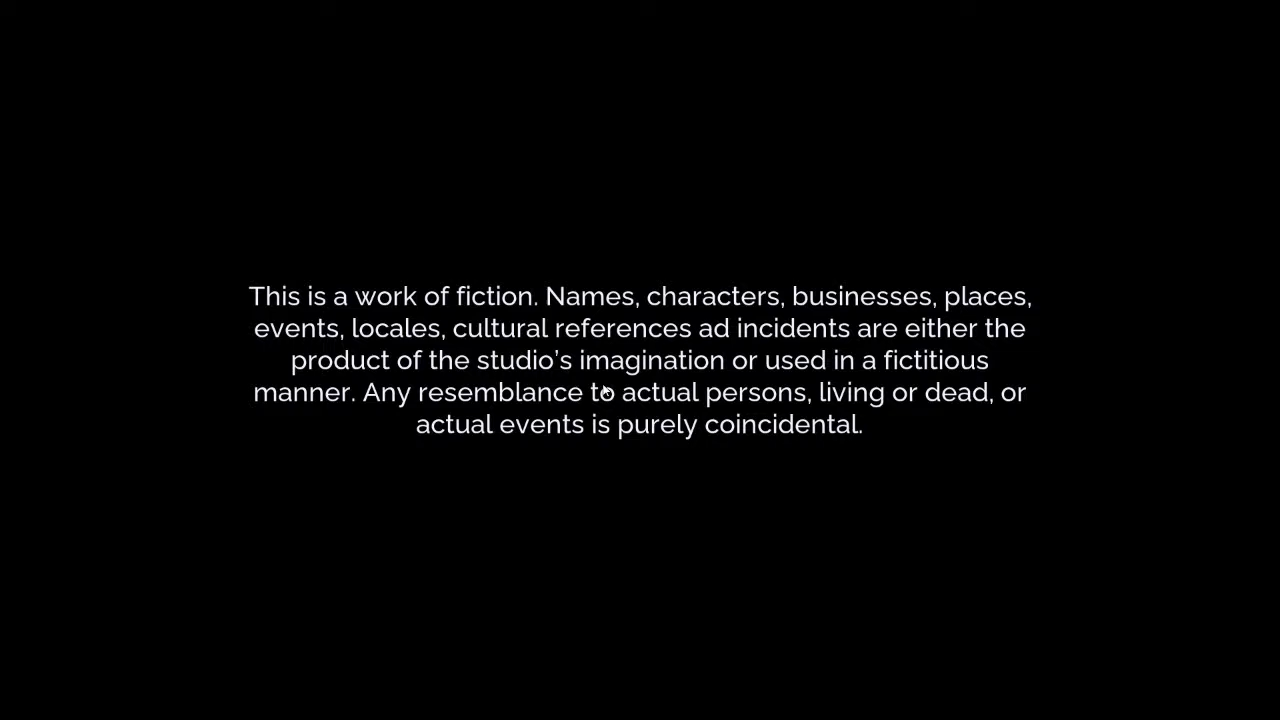 This is a work of fiction. Names, characters, businesses, places,
events, locales, cultural references ad incidents are either the
product of the studio's imagination or used in a fictitious
manner. Any resemblance to actual persons, living or dead, or
actual events is purely coincidental.